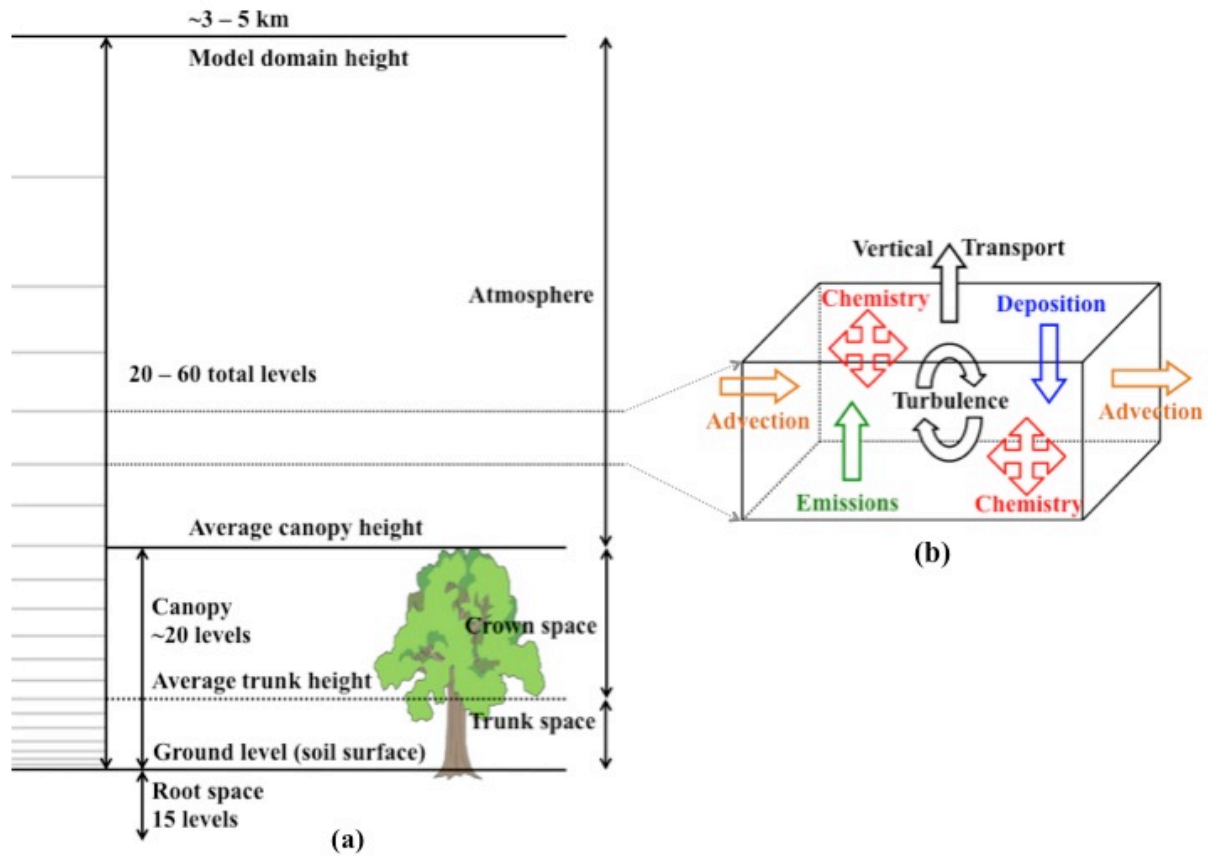 ~3 – 5 km
Model domain height
Atmosphere
20 – 60 total levels
Average canopy height
Canopy
~20 levels
Crown space
Average trunk height
Trunk space
Ground level (soil surface)
Root space
15 levels
(a)
Vertical Transport
Chemistry
Deposition
Advection
Turbulence
Advection
Emissions
Chemistry
(b)